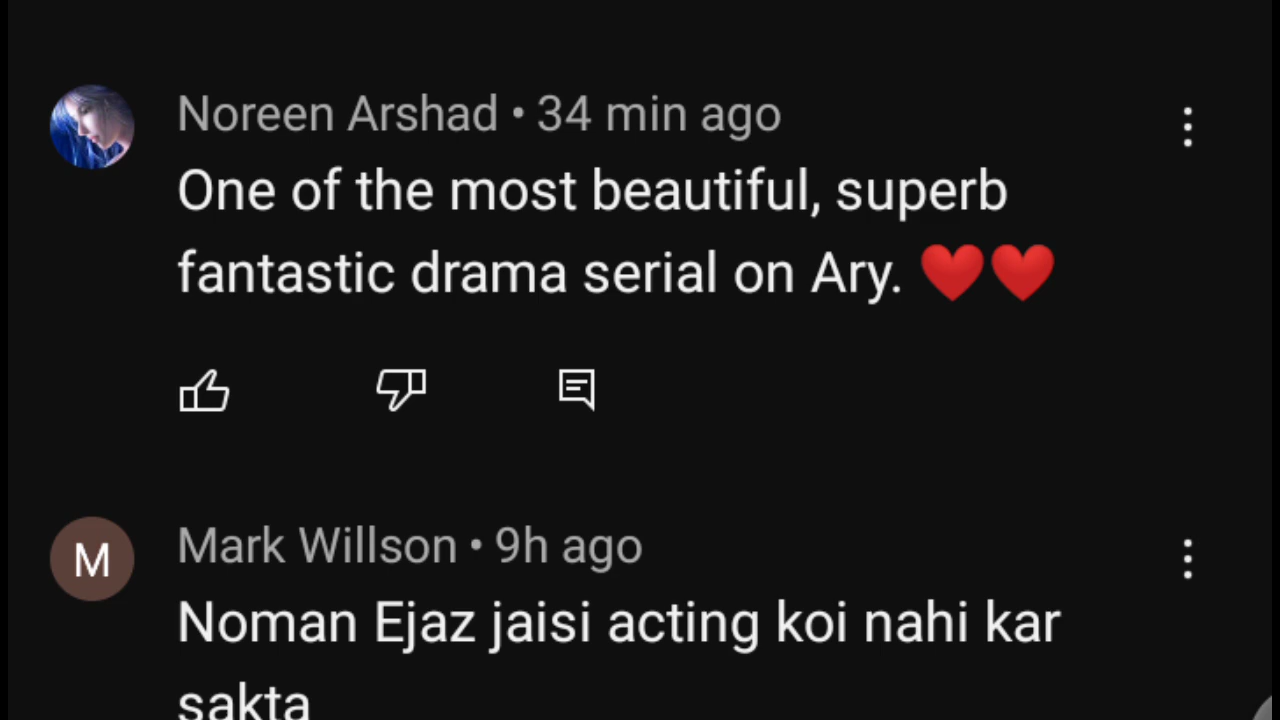 Noreen Arshad • 34 min ago
One of the most beautiful, superb
fantastic drama serial on Ary. ❤️❤️
M
Mark Willson • 9h ago
Noman Ejaz jaisi acting koi nahi kar
sakta